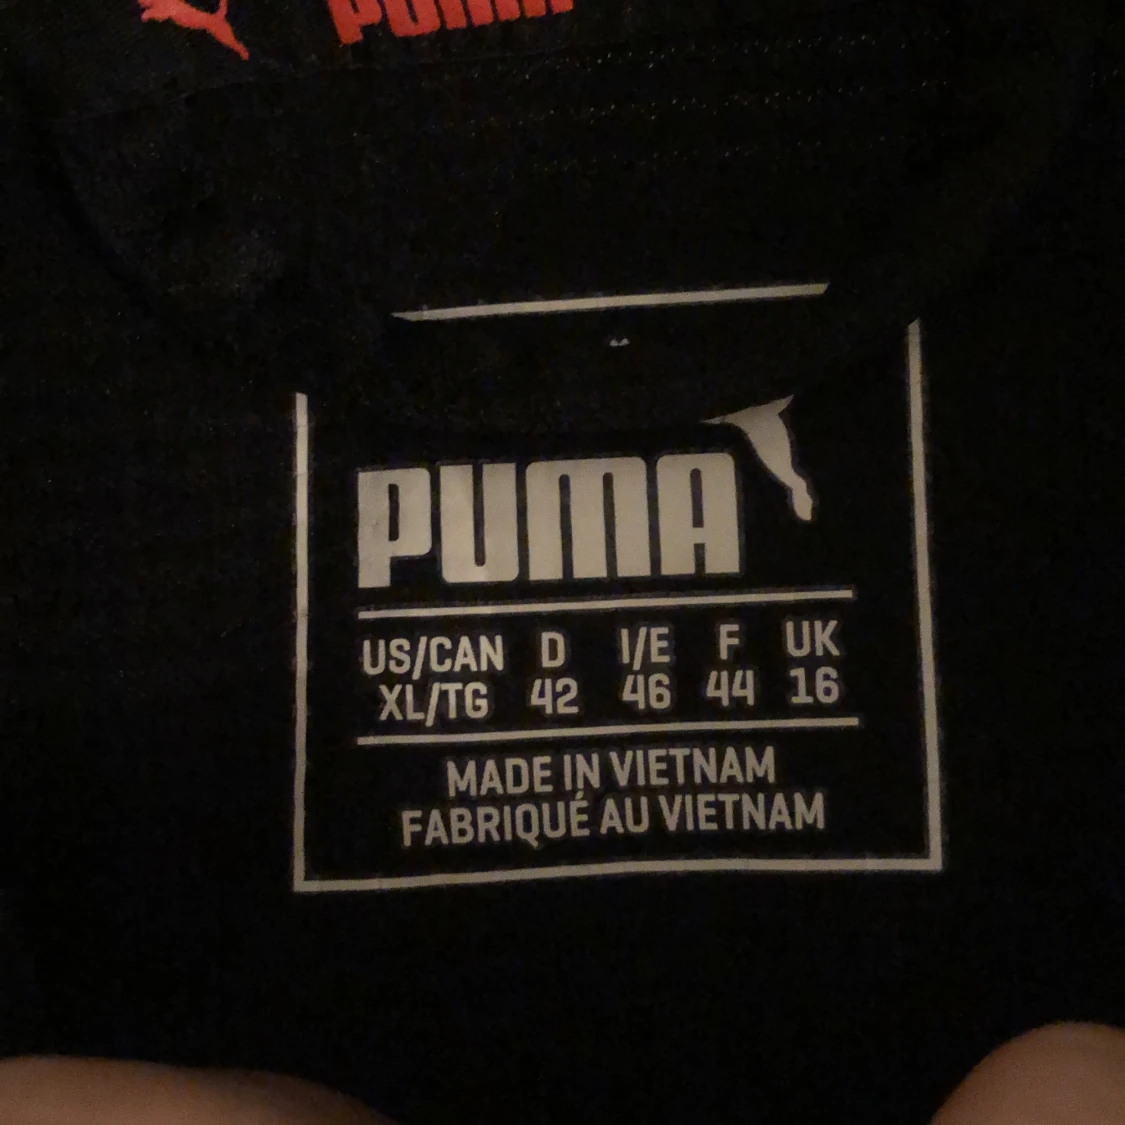 PUMA
PUMA
US/CAN D I/E F UK
XL/TG 42 46 44 16
MADE IN VIETNAM
FABRIQUÉ AU VIETNAM